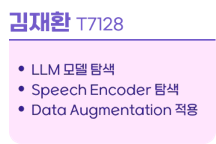 김재환 T7128
• LLM 모델 탐색
• Speech Encoder 탐색
• Data Augmentation 적용